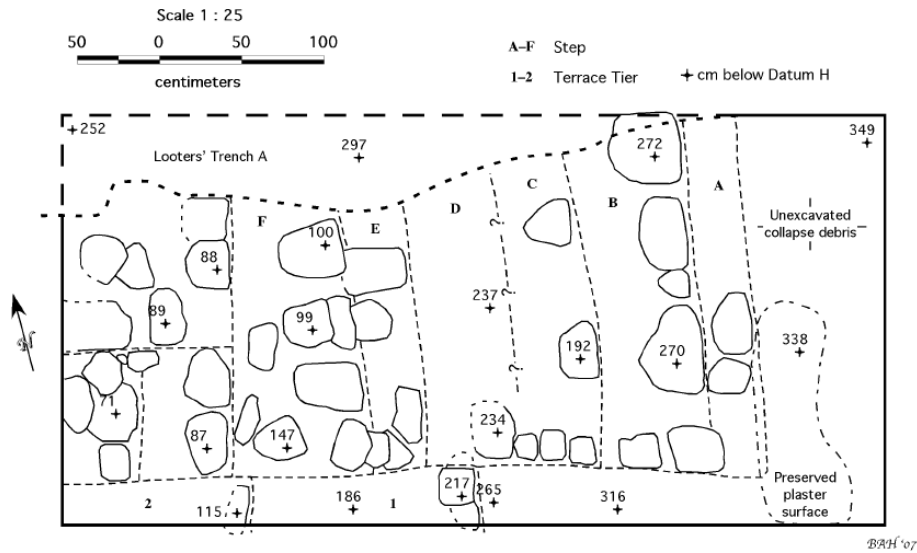 Scale 1 : 25
50 0 50 100
centimeters
A–F Step
1–2 Terrace Tier
cm below Datum H
252
297
272
349
Looters' Trench A
C
A
B
D
F
E
100
Unexcavated
collapse debris
88
?
237
?
89
99
192
338
270
N
?
71
87
147
234
217
265
Preserved
plaster
surface
2
115
186
1
?
316
BAH '07